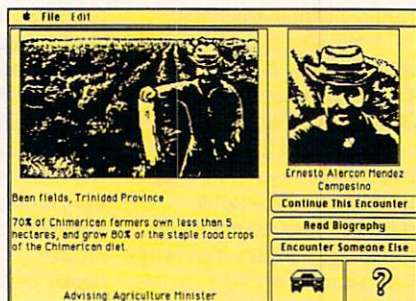 File Edit
Ernesto Alarcon Mendez
Campesino
Bean fields, Trinidad Province
70% of Chimerican farmers own less than 5
hectares, and grow 80% of the staple food crops
of the Chimerican diet.
Continue This Encounter
Read Biography
Encounter Someone Else
?
Advising: Agriculture Minister